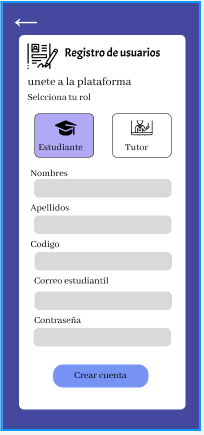 Registro de usuarios
unete a la plataforma
Selcciona tu rol
Estudiante
Tutor
Nombres
Apellidos
Codigo
Correo estudiantil
Contraseña
Crear cuenta